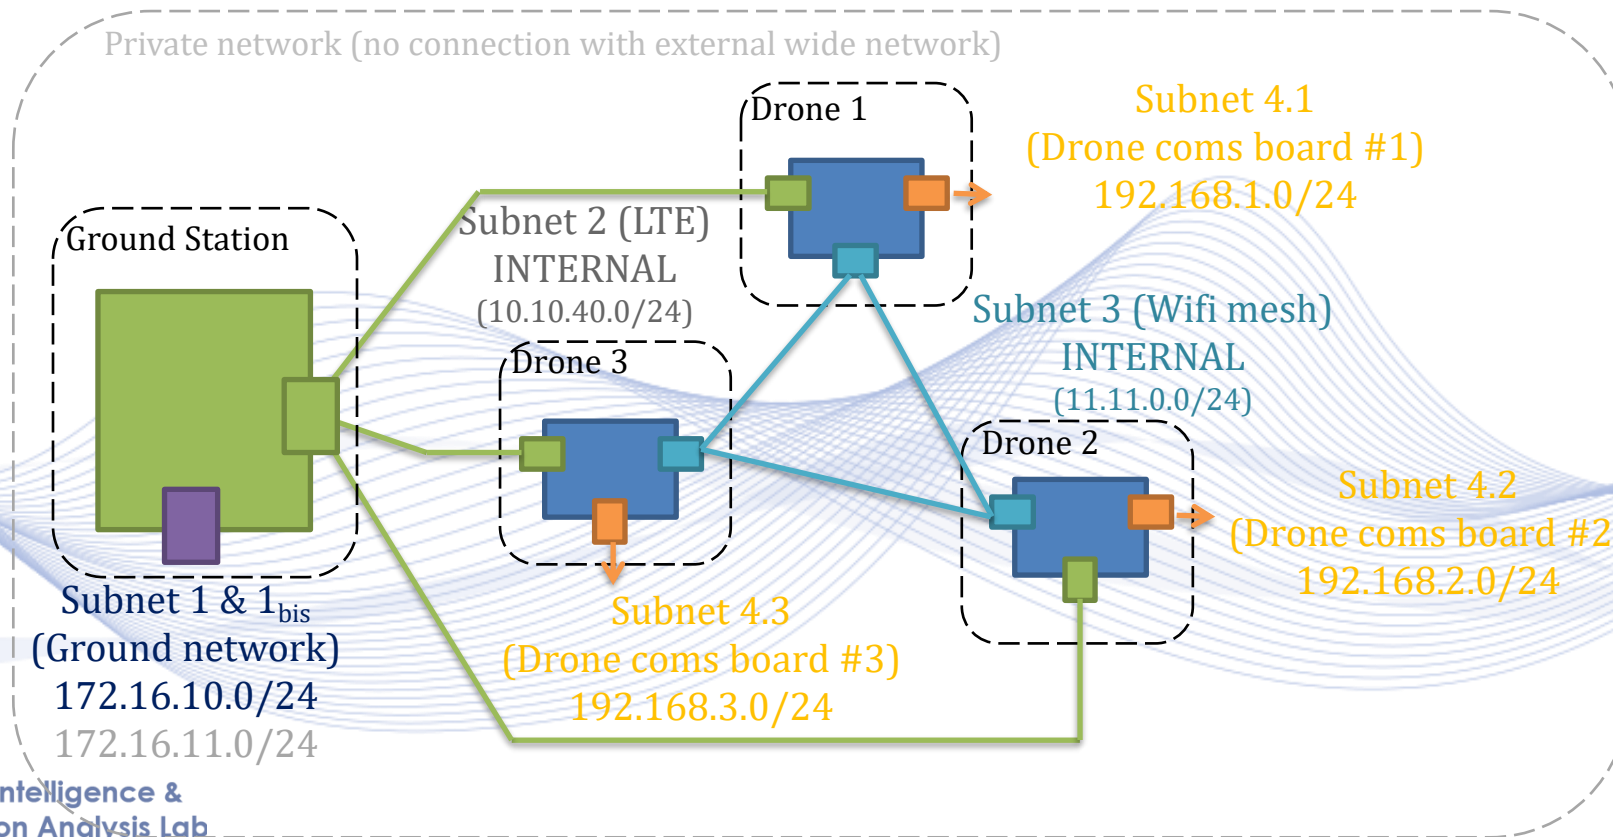 Private network (no connection with external wide network)
Drone 1
Subnet 4.1
(Drone coms board #1)
192.168.1.0/24
Ground Station
Subnet 2 (LTE)
INTERNAL
(10.10.40.0/24)
Subnet 3 (Wifi mesh)
INTERNAL
(11.11.0.0/24)
Drone 3
Drone 2
Subnet 4.2
(Drone coms board #2
192.168.2.0/24
Subnet 1 & 1bis
(Ground network)
172.16.10.0/24
172.16.11.0/24
Subnet 4.3
(Drone coms board #3)
192.168.3.0/24
ntelligence &
on Analysis Lab